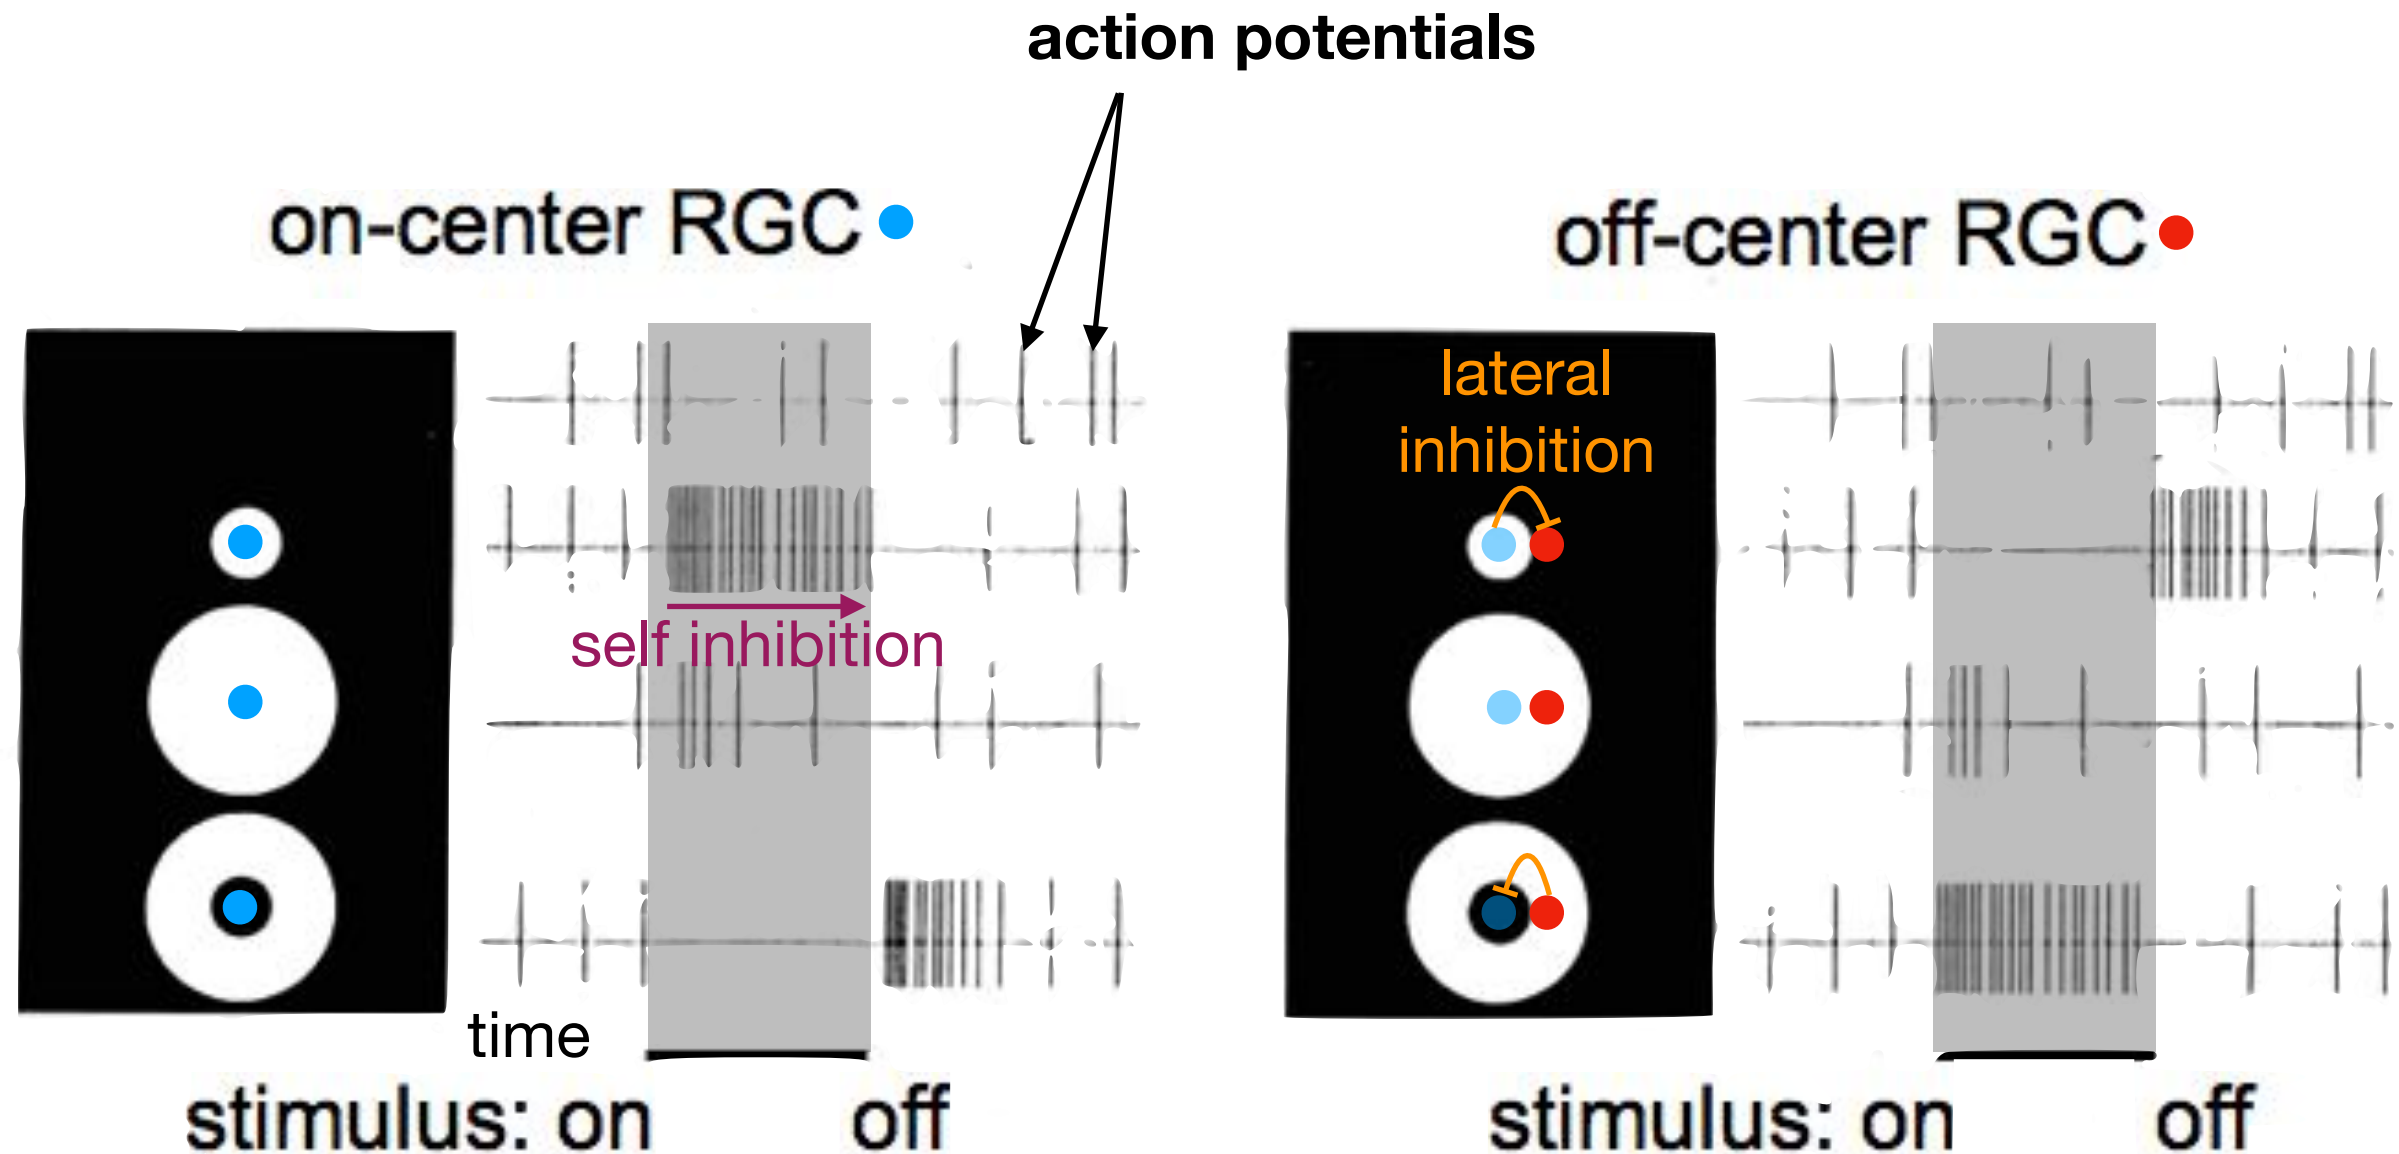 action potentials
on-center RGC
off-center RGC
lateral
inhibition
self inhibition
time
stimulus: on off
stimulus: on off